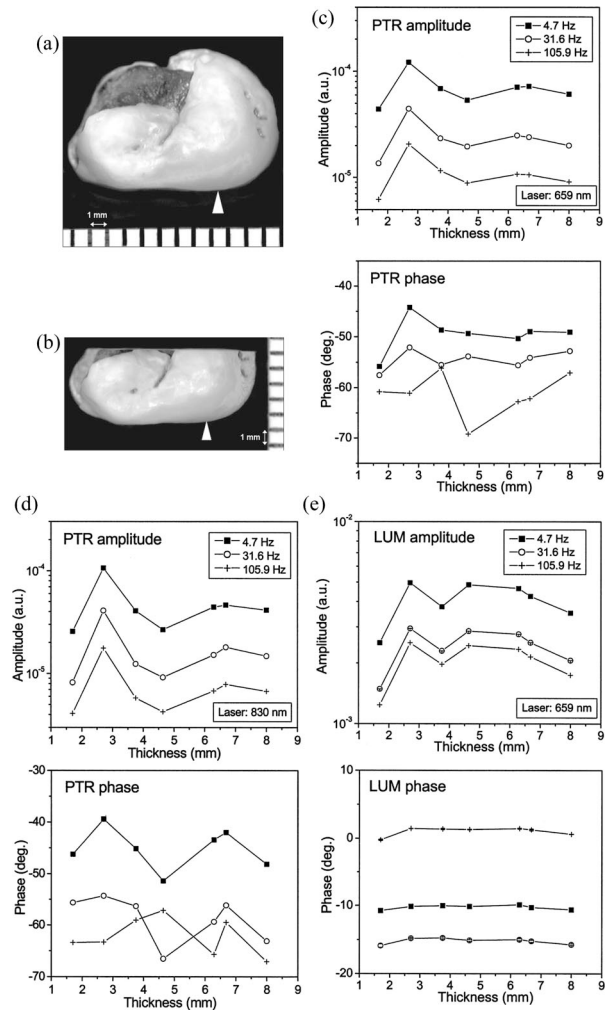 (a)
1 mm
(b)
1 mm
(c)
PTR amplitude
4.7 Hz
31.6 Hz
105.9 Hz
Amplitude (a.u.)
10⁻⁴
10⁻⁵
Laser: 659 nm
1 2 3 4 5 6 7 8 9
Thickness (mm)
PTR phase
Phase (deg.)
-40
-50
-60
-70
1 2 3 4 5 6 7 8 9
Thickness (mm)
(d)
PTR amplitude
4.7 Hz
31.6 Hz
105.9 Hz
Amplitude (a.u.)
10⁻⁴
10⁻⁵
Laser: 830 nm
1 2 3 4 5 6 7 8 9
Thickness (mm)
PTR phase
Phase (deg.)
-30
-40
-50
-60
-70
1 2 3 4 5 6 7 8 9
Thickness (mm)
(e)
LUM amplitude
4.7 Hz
31.6 Hz
105.9 Hz
Amplitude (a.u.)
10⁻²
10⁻³
Laser: 659 nm
1 2 3 4 5 6 7 8 9
Thickness (mm)
LUM phase
Phase (deg.)
10
0
-10
-20
1 2 3 4 5 6 7 8 9
Thickness (mm)